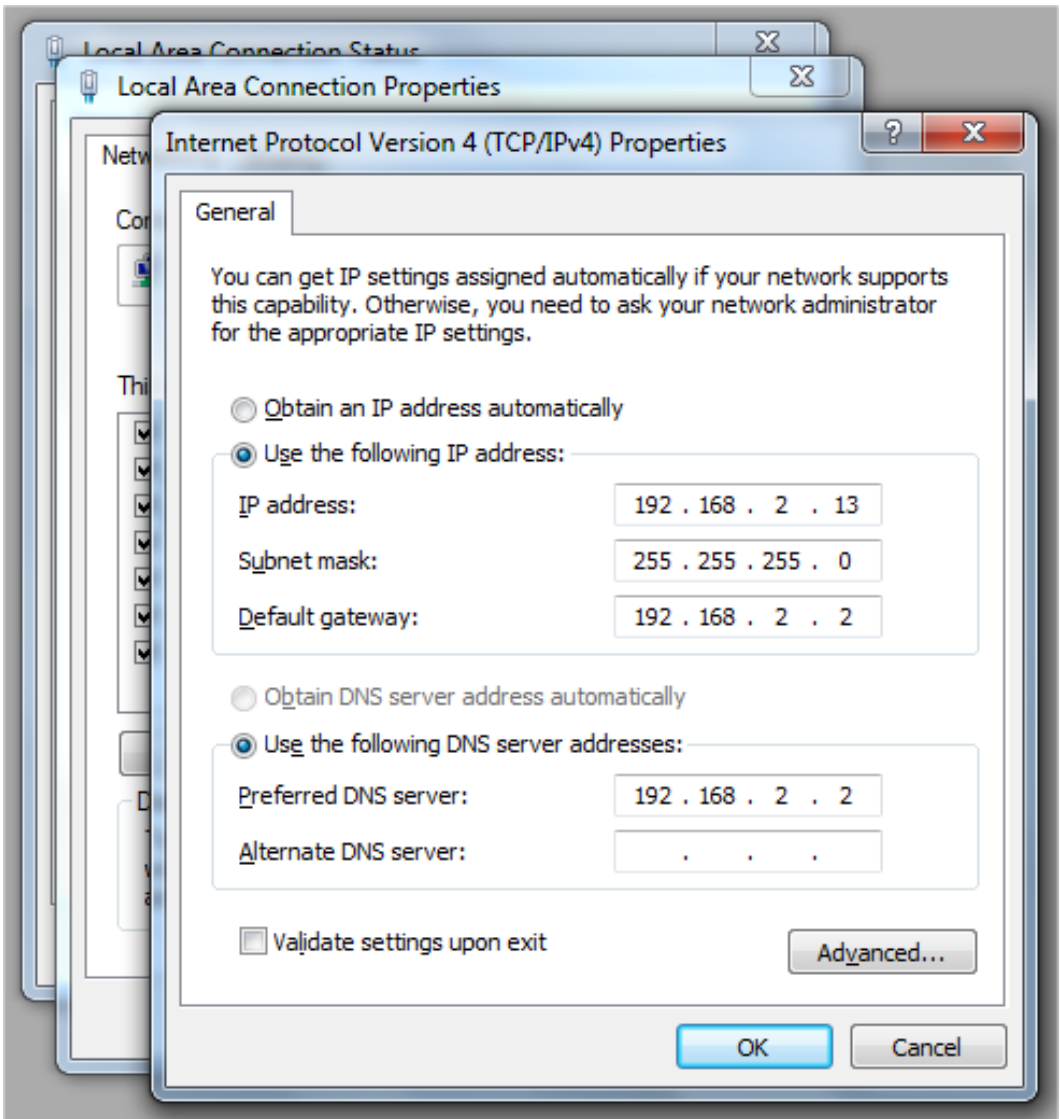 Local Area Connection Status
Local Area Connection Properties
Internet Protocol Version 4 (TCP/IPv4) Properties
General
You can get IP settings assigned automatically if your network supports
this capability. Otherwise, you need to ask your network administrator
for the appropriate IP settings.
Obtain an IP address automatically
Use the following IP address:
IP address: 192 . 168 . 2 . 13
Subnet mask: 255 . 255 . 255 . 0
Default gateway: 192 . 168 . 2 . 2
Obtain DNS server address automatically
Use the following DNS server addresses:
Preferred DNS server: 192 . 168 . 2 . 2
Alternate DNS server: . . .
Validate settings upon exit
Advanced...
OK Cancel